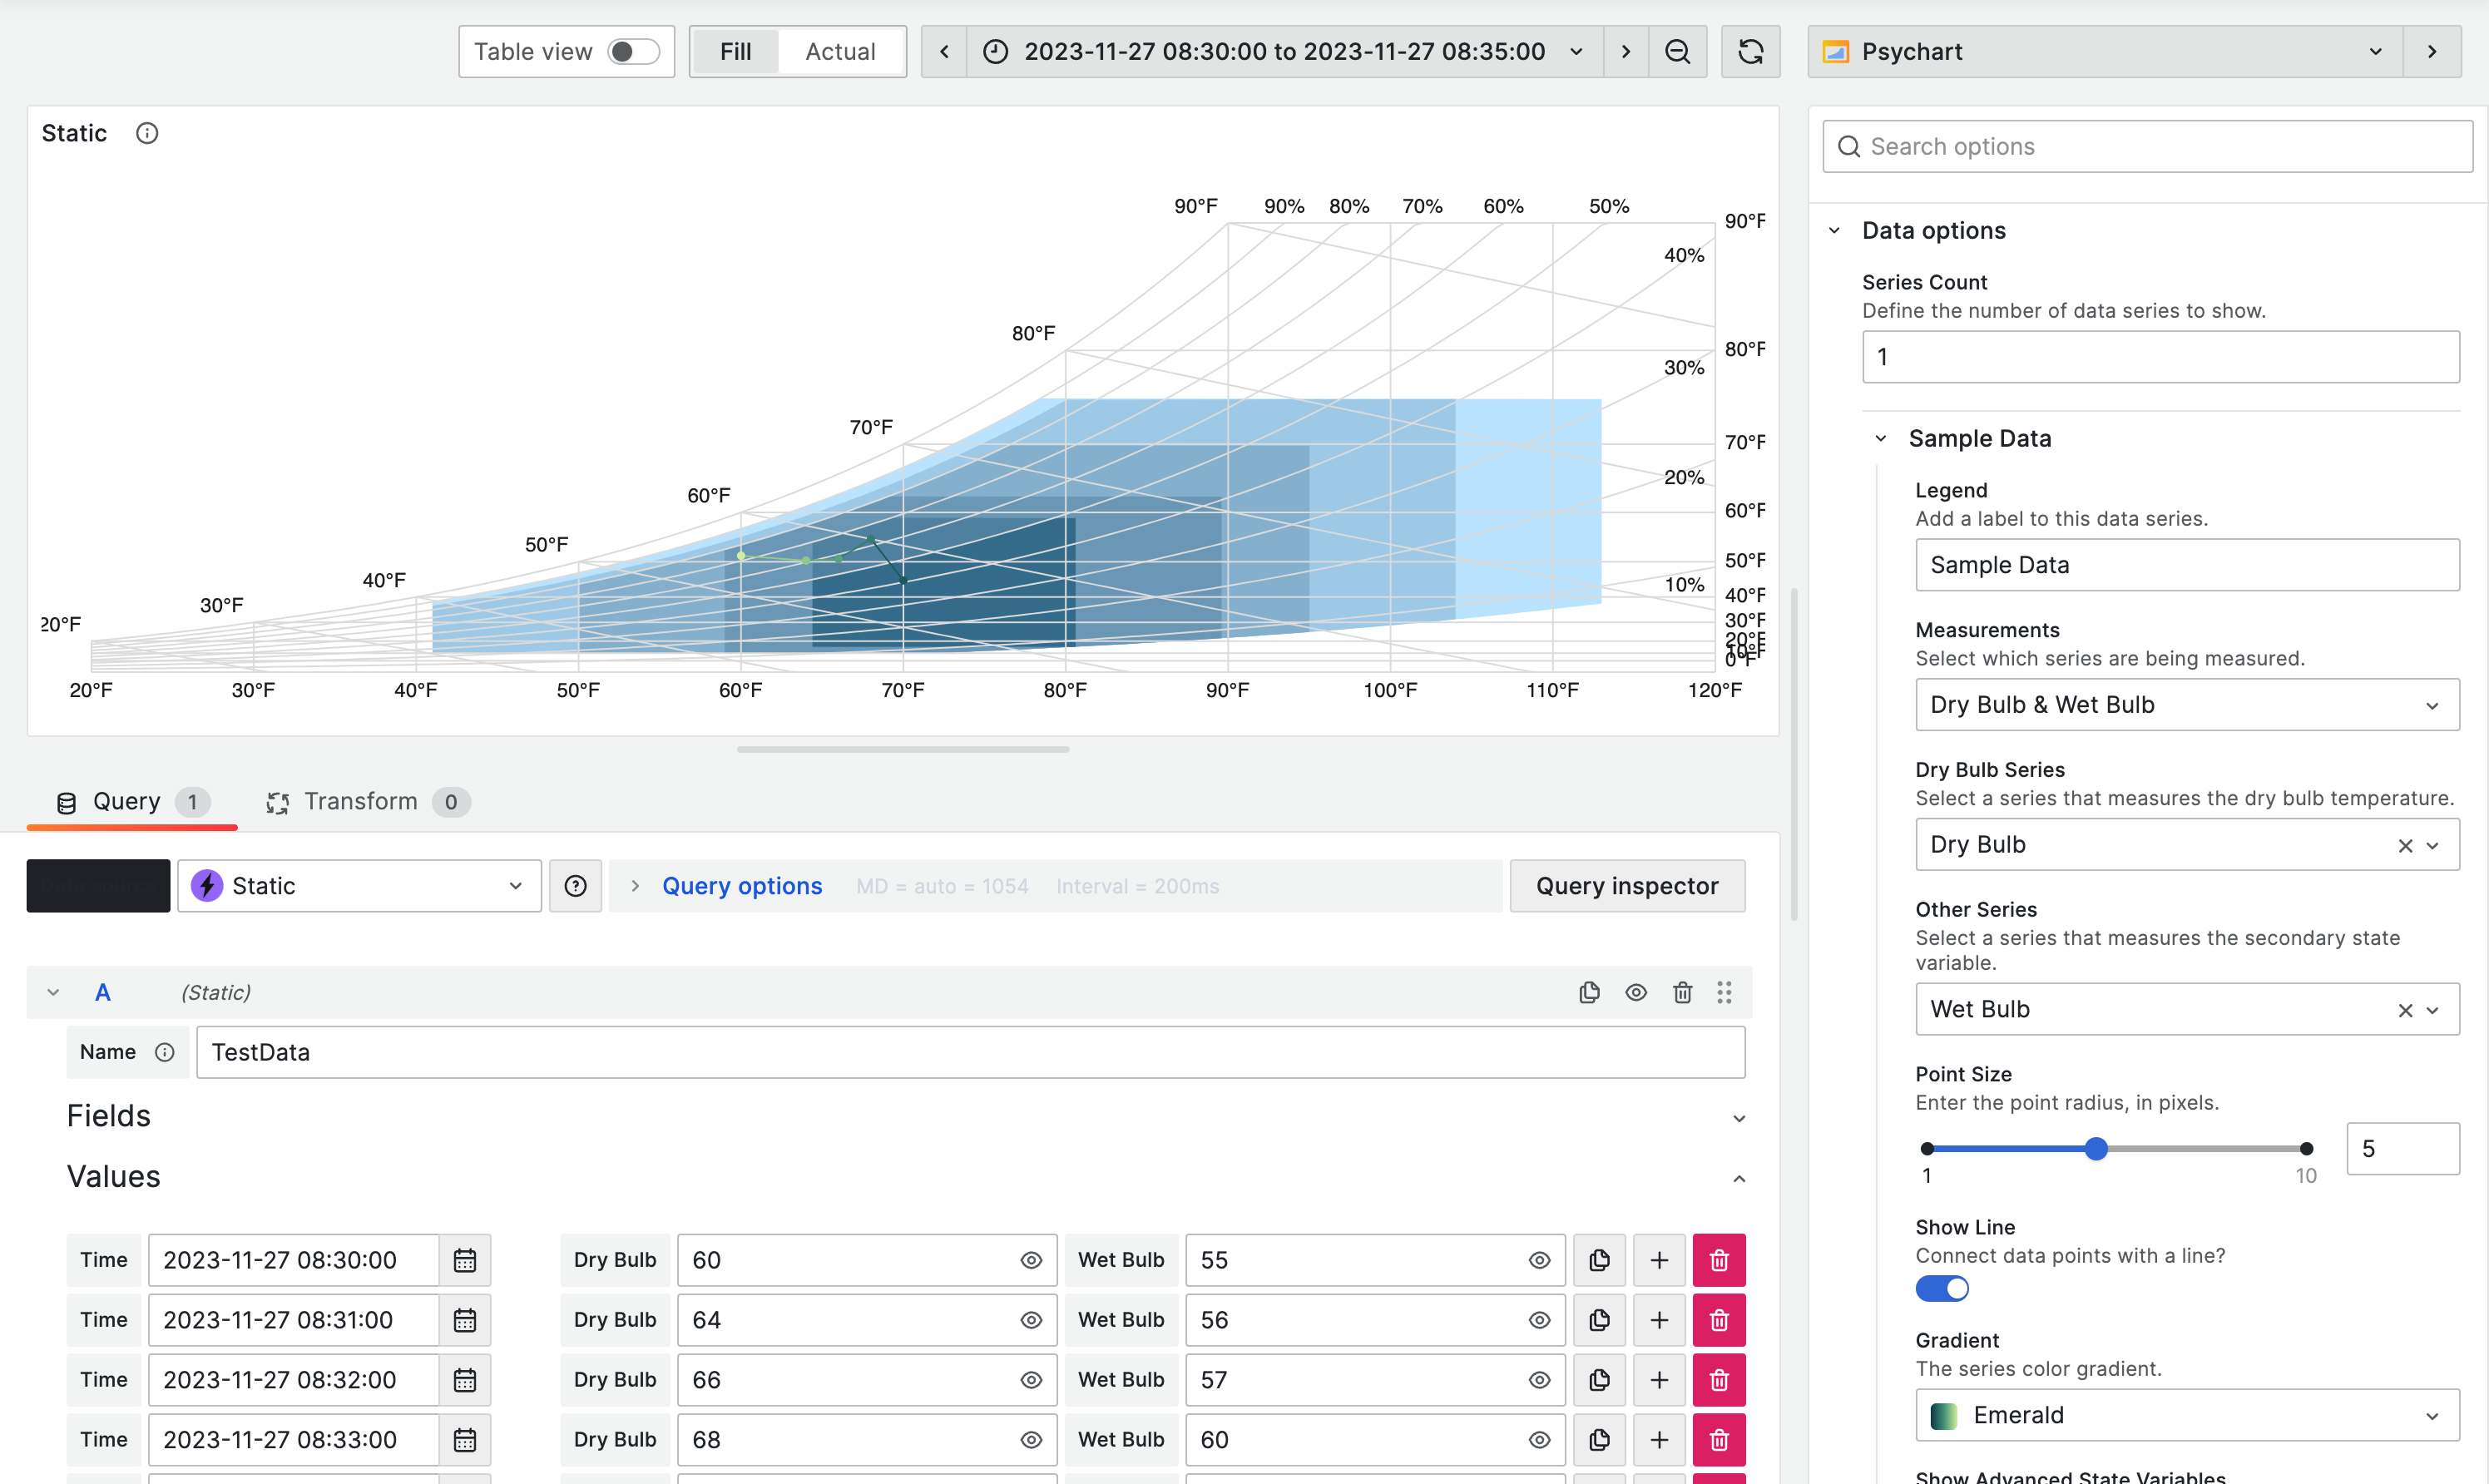 Table view Fill Actual 2023-11-27 08:30:00 to 2023-11-27 08:35:00 Psychart
Static
90°F 90% 80% 70% 60% 50%
90°F
40%
80°F
80°F
30%
70°F
70°F
20%
60°F
60°F
50°F
50°F
40°F
10%
40°F
30°F
30°F
20°F
20°F
10°F
0°F
20°F 30°F 40°F 50°F 60°F 70°F 80°F 90°F 100°F 110°F 120°F
Query 1 Transform 0
Data source Static Query options MD = auto = 1054 Interval = 200ms Query inspector
A (Static)
Name TestData
Fields
Values
Time 2023-11-27 08:30:00 Dry Bulb 60 Wet Bulb 55
Time 2023-11-27 08:31:00 Dry Bulb 64 Wet Bulb 56
Time 2023-11-27 08:32:00 Dry Bulb 66 Wet Bulb 57
Time 2023-11-27 08:33:00 Dry Bulb 68 Wet Bulb 60
Search options
Data options
Series Count
Define the number of data series to show.
1
Sample Data
Legend
Add a label to this data series.
Sample Data
Measurements
Select which series are being measured.
Dry Bulb & Wet Bulb
Dry Bulb Series
Select a series that measures the dry bulb temperature.
Dry Bulb
Other Series
Select a series that measures the secondary state
variable.
Wet Bulb
Point Size
Enter the point radius, in pixels.
5
1 10
Show Line
Connect data points with a line?
Gradient
The series color gradient.
Emerald
Show Advanced State Variables